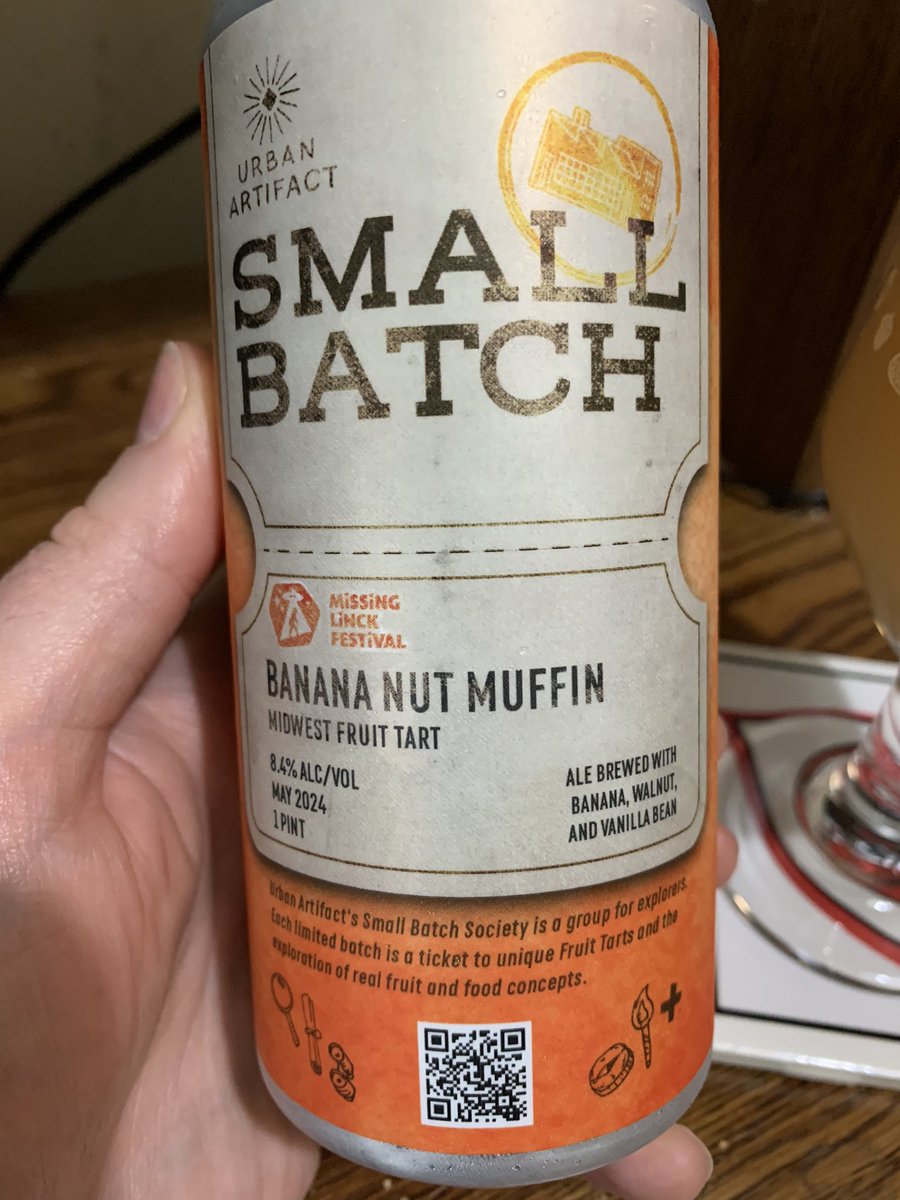 URBAN
ARTIFACT
SMALL
BATCH
MiSSiNG
LiNCK
FESTiVAL
BANANA NUT MUFFIN
MIDWEST FRUIT TART
8.4% ALC/VOL
MAY 2024
1 PINT
ALE BREWED WITH
BANANA, WALNUT,
AND VANILLA BEAN
Urban Artifact's Small Batch Society is a group for explorers.
Each limited batch is a ticket to unique Fruit Tarts and the
exploration of real fruit and food concepts.